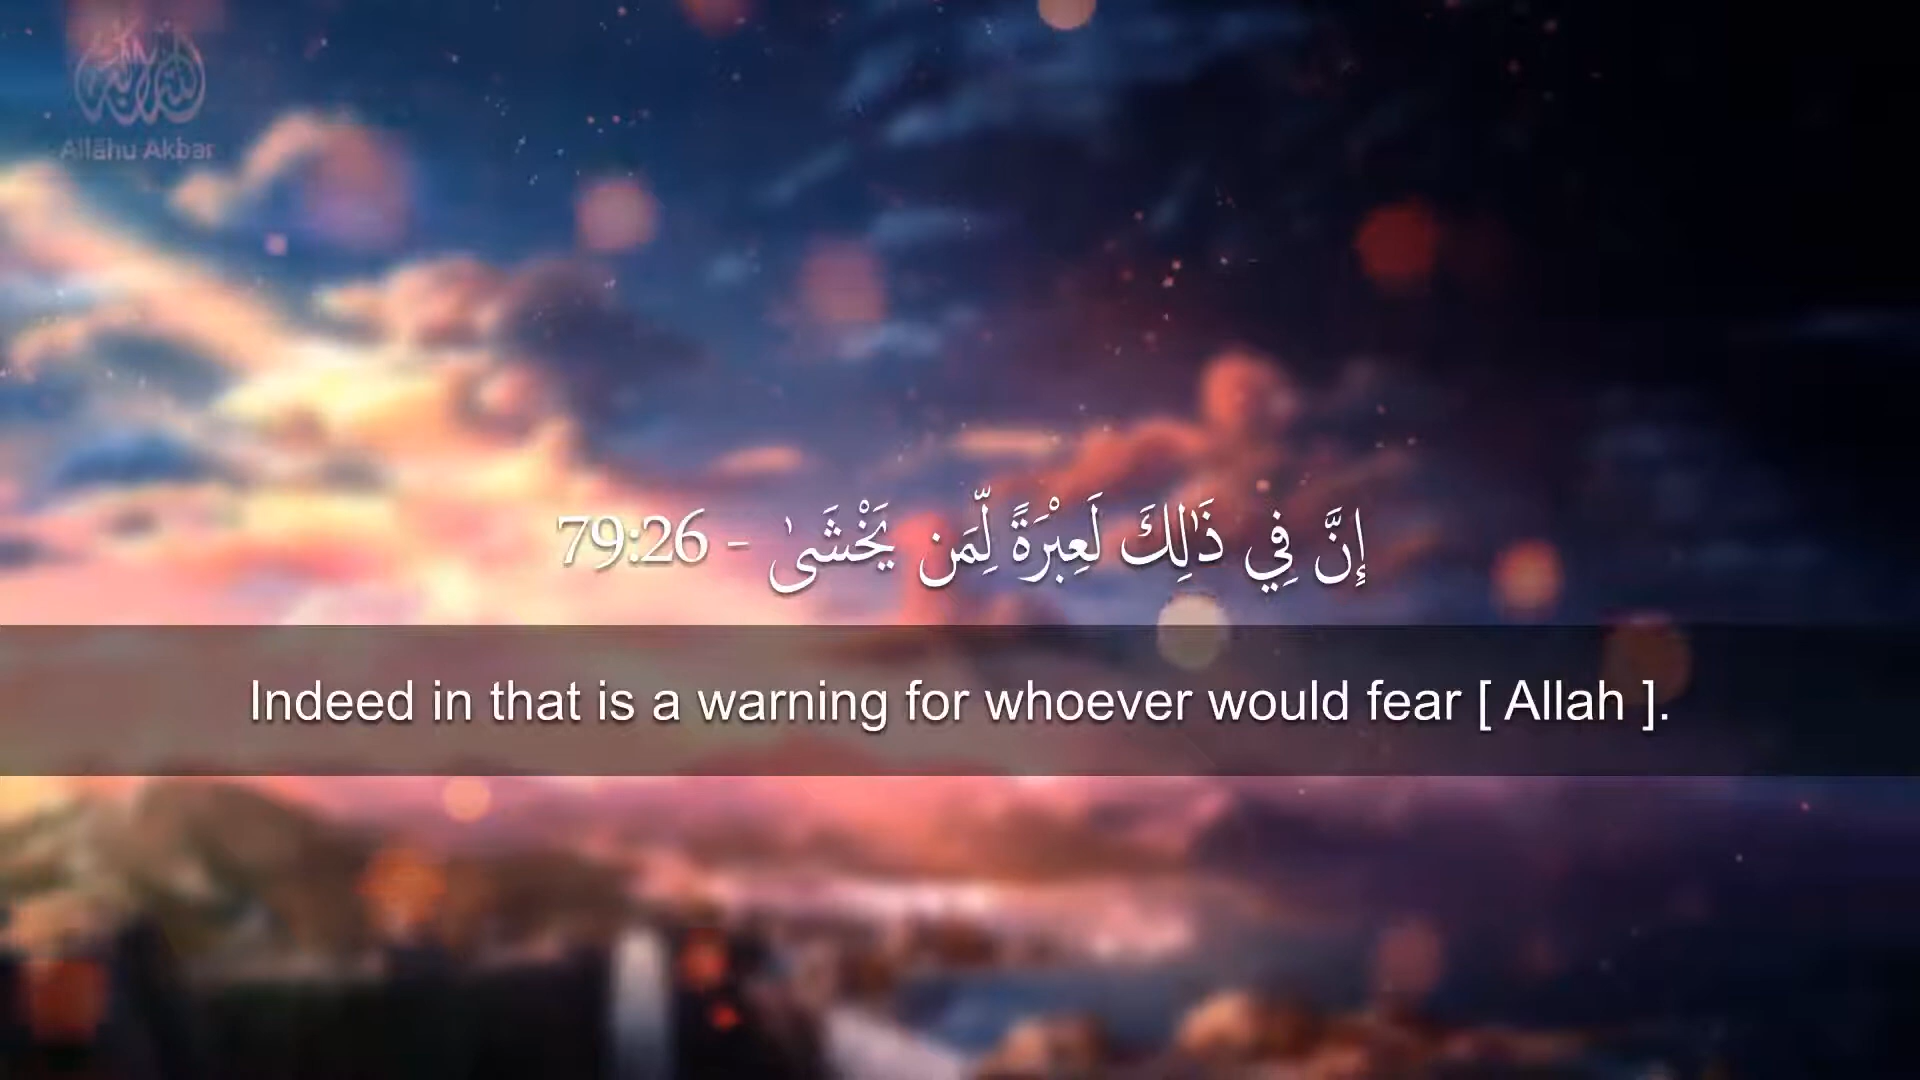 Allāhu Akbar
إِنَّ فِي ذَٰلِكَ لَعِبْرَةً لِّمَن يَخْشَىٰ - 79:26
Indeed in that is a warning for whoever would fear [ Allah ].